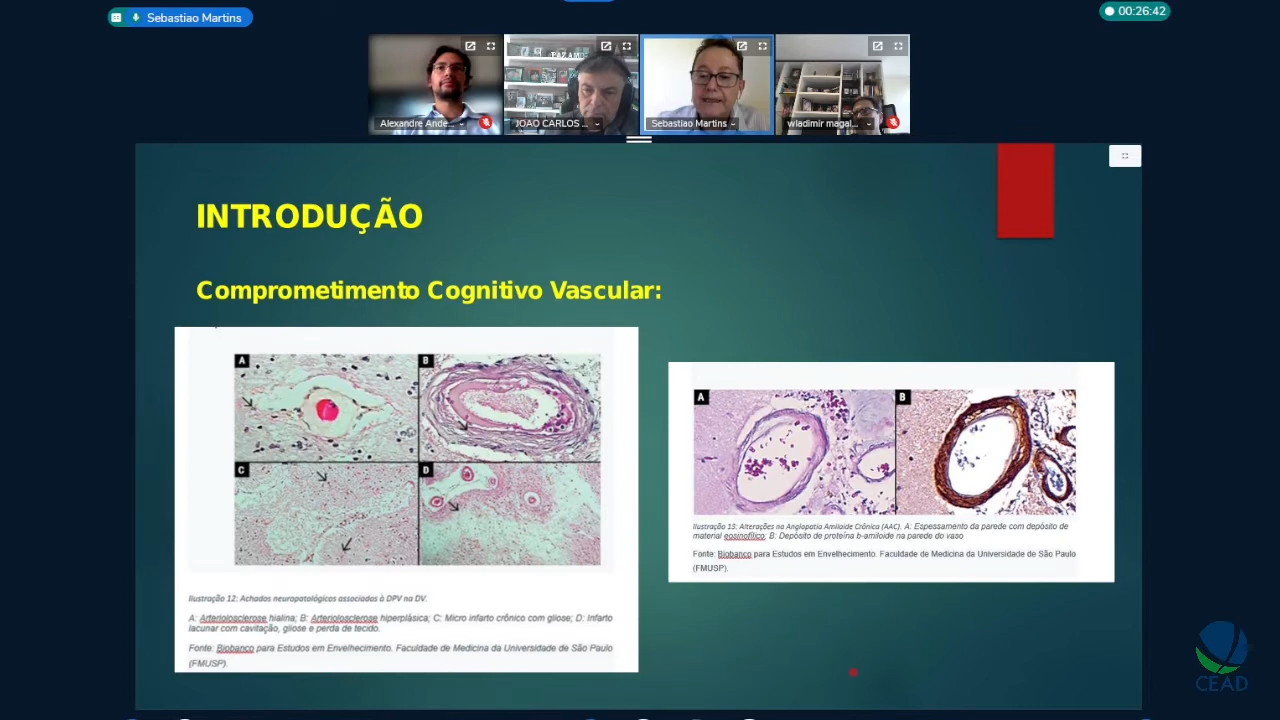 Sebastiao Martins
00:26:42
Alexandre Ande...
JOAO CARLOS ...
Sebastiao Martins
wladimir magal...
INTRODUÇÃO
Comprometimento Cognitivo Vascular:
A
B
C
D
Ilustração 12: Achados neuropatológicos associados à DPV na DV.
A: Arteriolosclerose hialina; B: Arteriolosclerose hiperplásica; C: Micro infarto crônico com gliose; D: Infarto
lacunar com cavitação, gliose e perda de tecido.
Fonte: Biobanco para Estudos em Envelhecimento. Faculdade de Medicina da Universidade de São Paulo
(FMUSP).
A
B
Ilustração 13: Alterações na Angiopatia Amiloide Crônica (AAC). A: Espessamento da parede com depósito de
material eosinofílico; B: Depósito de proteína b-amiloide na parede do vaso
Fonte: Biobanco para Estudos em Envelhecimento. Faculdade de Medicina da Universidade de São Paulo
(FMUSP).
CEAD